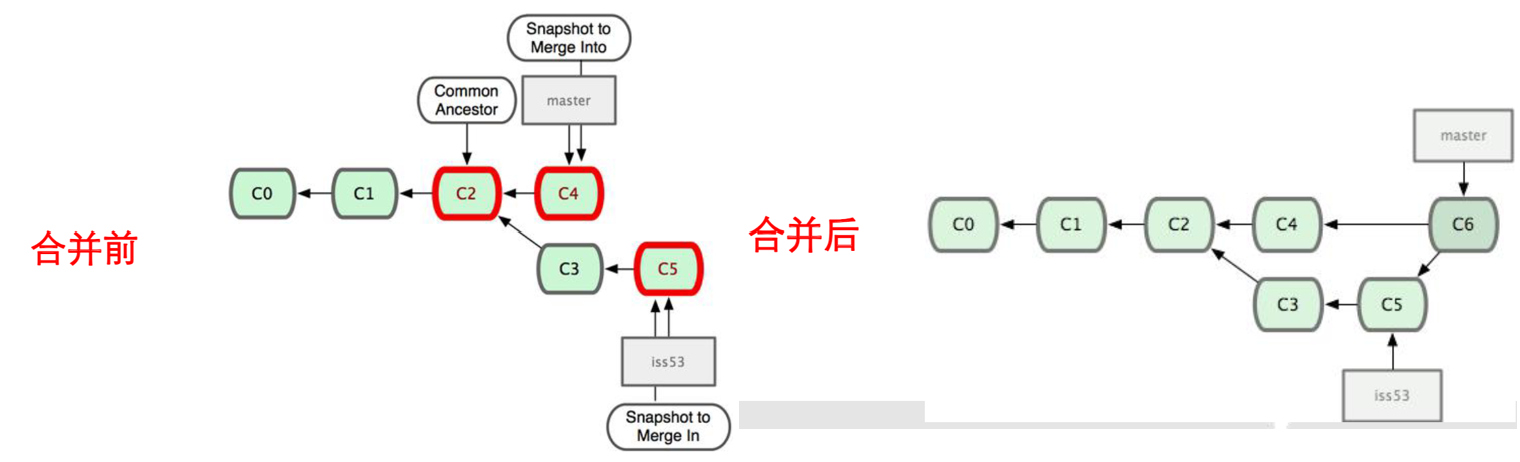 Snapshot to
Merge Into
Common
Ancestor
master
C0
C1
C2
C4
合并前
C3
C5
iss53
Snapshot to
Merge In
master
合并后
C0
C1
C2
C4
C6
C3
C5
iss53